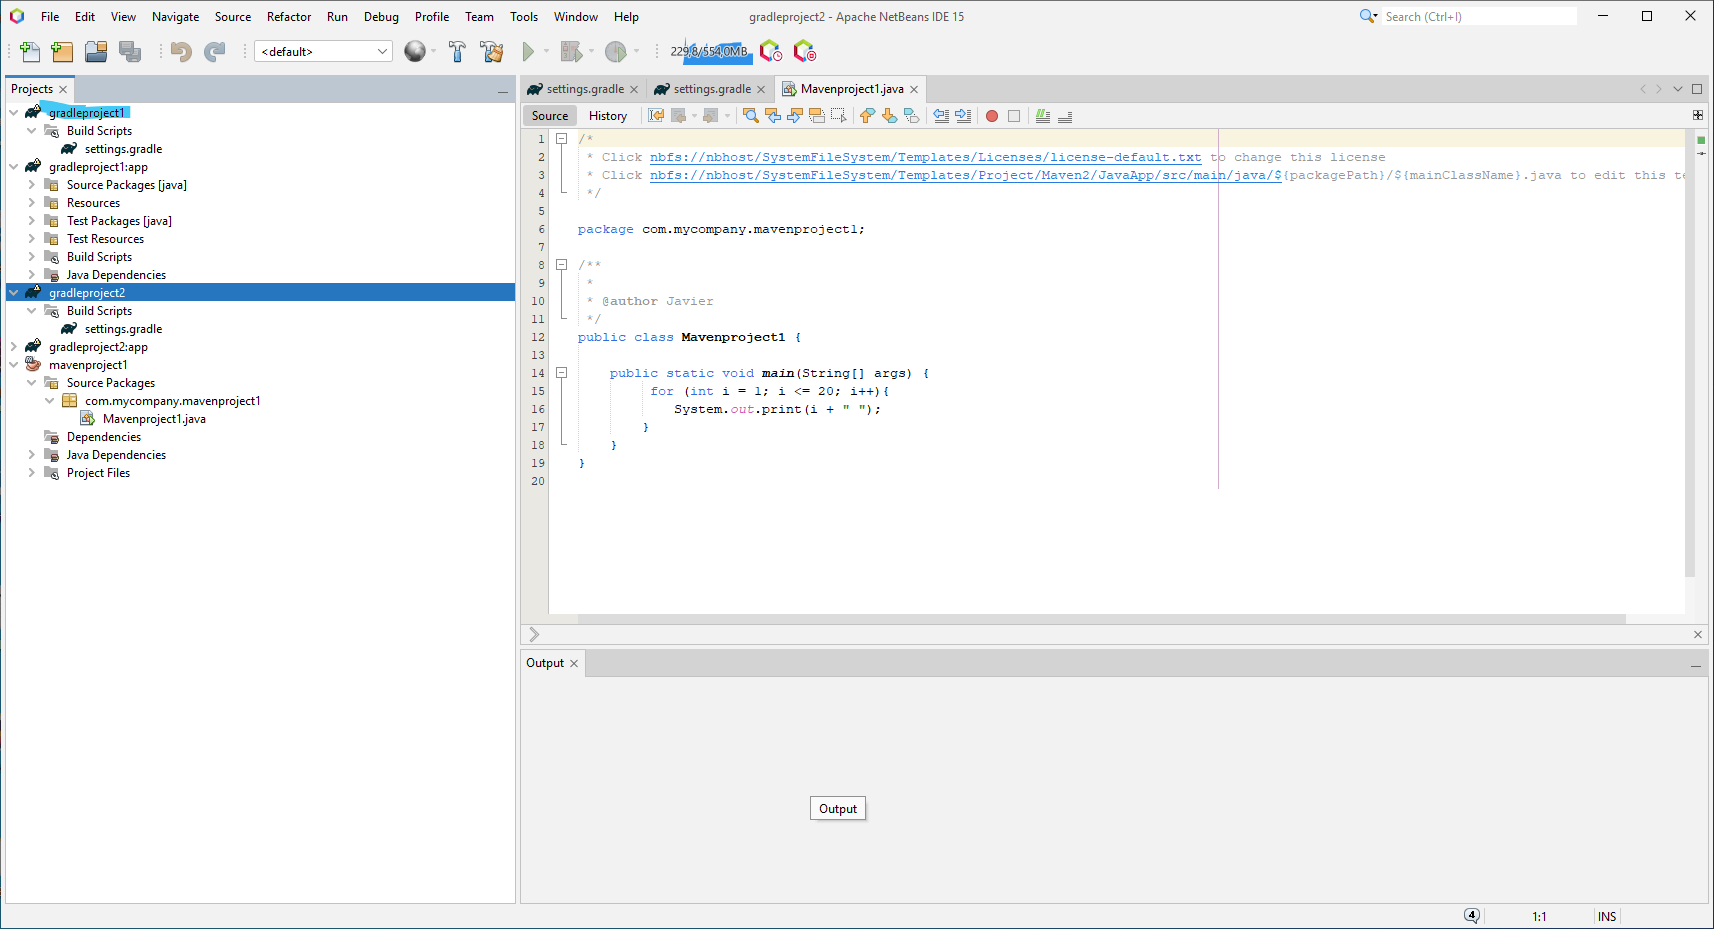 File Edit View Navigate Source Refactor Run Debug Profile Team Tools Window Help
gradleproject2 - Apache NetBeans IDE 15
Search (Ctrl+I)
<default>
229,8/554,0MB
Projects
gradleproject1
Build Scripts
settings.gradle
gradleproject1:app
Source Packages [java]
Resources
Test Packages [java]
Test Resources
Build Scripts
Java Dependencies
gradleproject2
Build Scripts
settings.gradle
gradleproject2:app
mavenproject1
Source Packages
com.mycompany.mavenproject1
Mavenproject1.java
Dependencies
Java Dependencies
Project Files
settings.gradle settings.gradle Mavenproject1.java
Source History
1 /*
2 * Click nbfs://nbhost/SystemFileSystem/Templates/Licenses/license-default.txt to change this license
3 * Click nbfs://nbhost/SystemFileSystem/Templates/Project/Maven2/JavaApp/src/main/java/${packagePath}/${mainClassName}.java to edit this te
4 */
5
6 package com.mycompany.mavenproject1;
7
8 /**
9 *
10 * @author Javier
11 */
12 public class Mavenproject1 {
13
14 public static void main(String[] args) {
15 for (int i = 1; i <= 20; i++){
16 System.out.print(i + " ");
17 }
18 }
19 }
20
Output
Output
4
1:1
INS